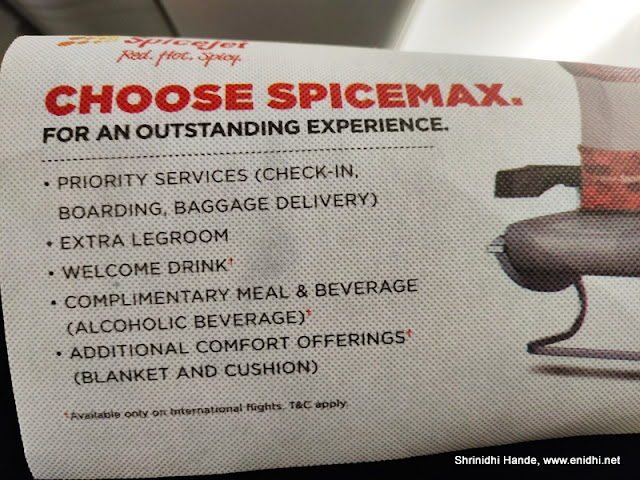 SpiceJet
Red. Hot. Spicy.
CHOOSE SPICEMAX.
FOR AN OUTSTANDING EXPERIENCE.
• PRIORITY SERVICES (CHECK-IN,
BOARDING, BAGGAGE DELIVERY)
• EXTRA LEGROOM
• WELCOME DRINK†
• COMPLIMENTARY MEAL & BEVERAGE
(ALCOHOLIC BEVERAGE)†
• ADDITIONAL COMFORT OFFERINGS†
(BLANKET AND CUSHION)
†Available only on International flights. T&C apply.
Shrinidhi Hande, www.enidhi.net